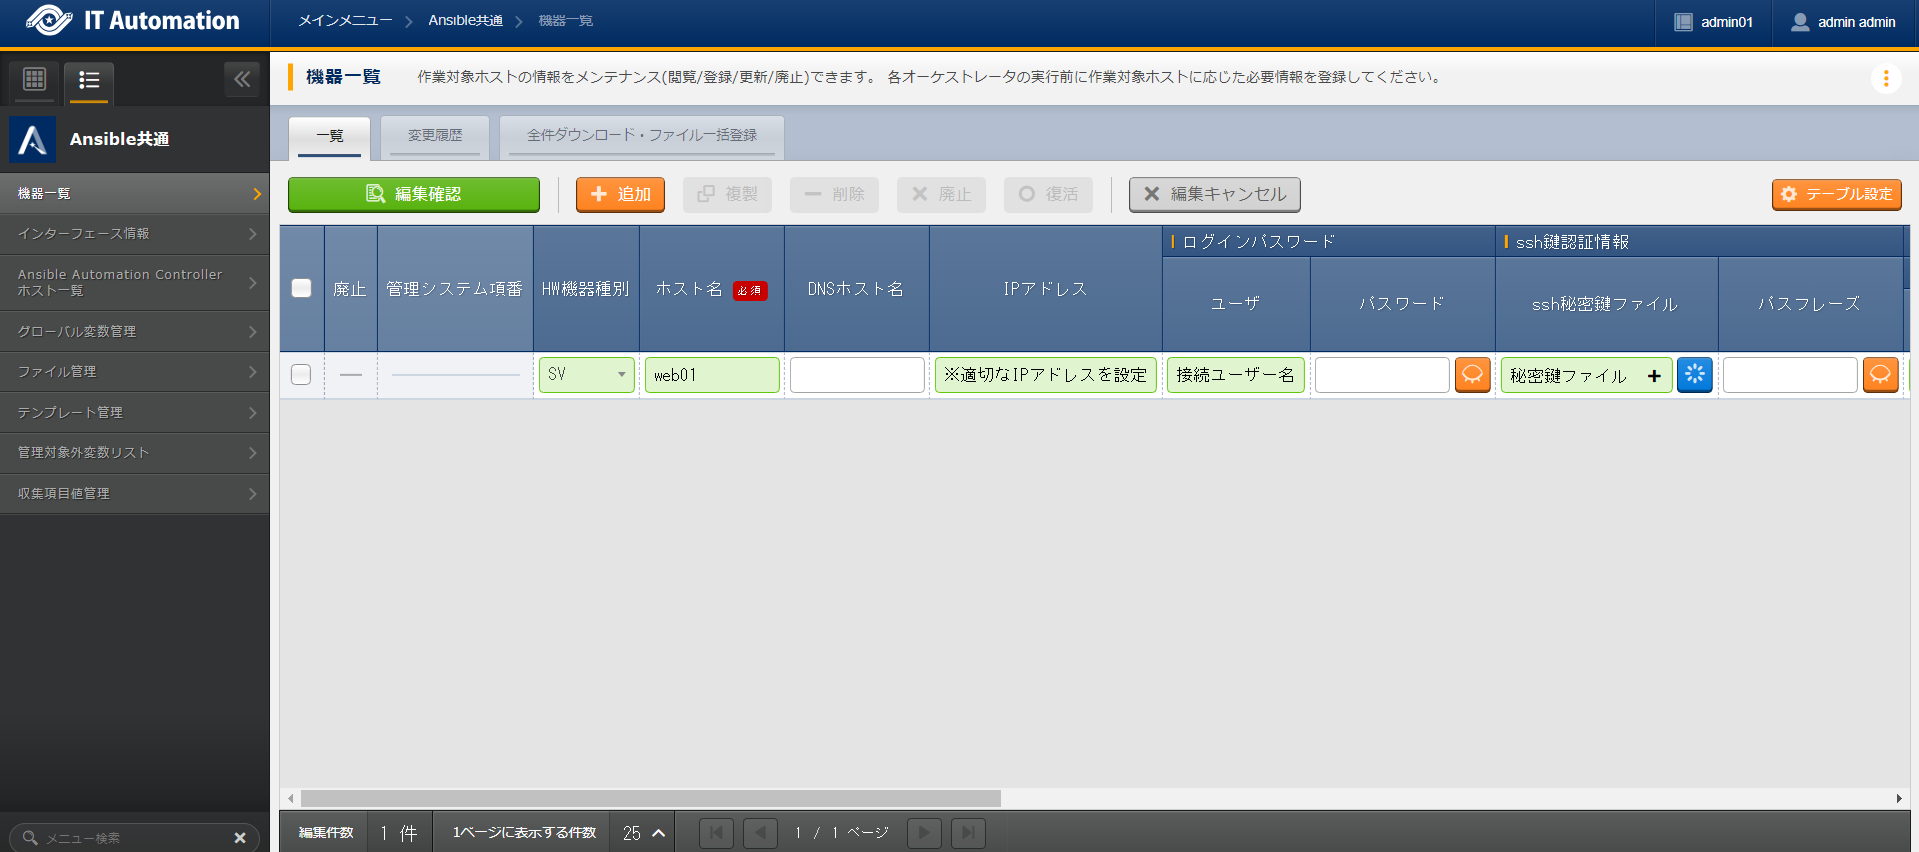 IT Automation
メインメニュー
Ansible共通
機器一覧
admin01
admin admin
機器一覧
作業対象ホストの情報をメンテナンス(閲覧/登録/更新/廃止)できます。 各オーケストレータの実行前に作業対象ホストに応じた必要情報を登録してください。
Ansible共通
機器一覧
インターフェース情報
Ansible Automation Controller
ホスト一覧
グローバル変数管理
ファイル管理
テンプレート管理
管理対象外変数リスト
収集項目値管理
メニュー検索
一覧
変更履歴
全件ダウンロード・ファイル一括登録
編集確認
追加
複製
削除
廃止
復活
編集キャンセル
テーブル設定
廃止
管理システム項番
HW機器種別
ホスト名 必須
DNSホスト名
IPアドレス
ログインパスワード
ユーザ
パスワード
ssh鍵認証情報
ssh秘密鍵ファイル
パスフレーズ
SV
web01
※適切なIPアドレスを設定
接続ユーザー名
秘密鍵ファイル
編集件数
1 件
1ページに表示する件数
25
1 / 1 ページ